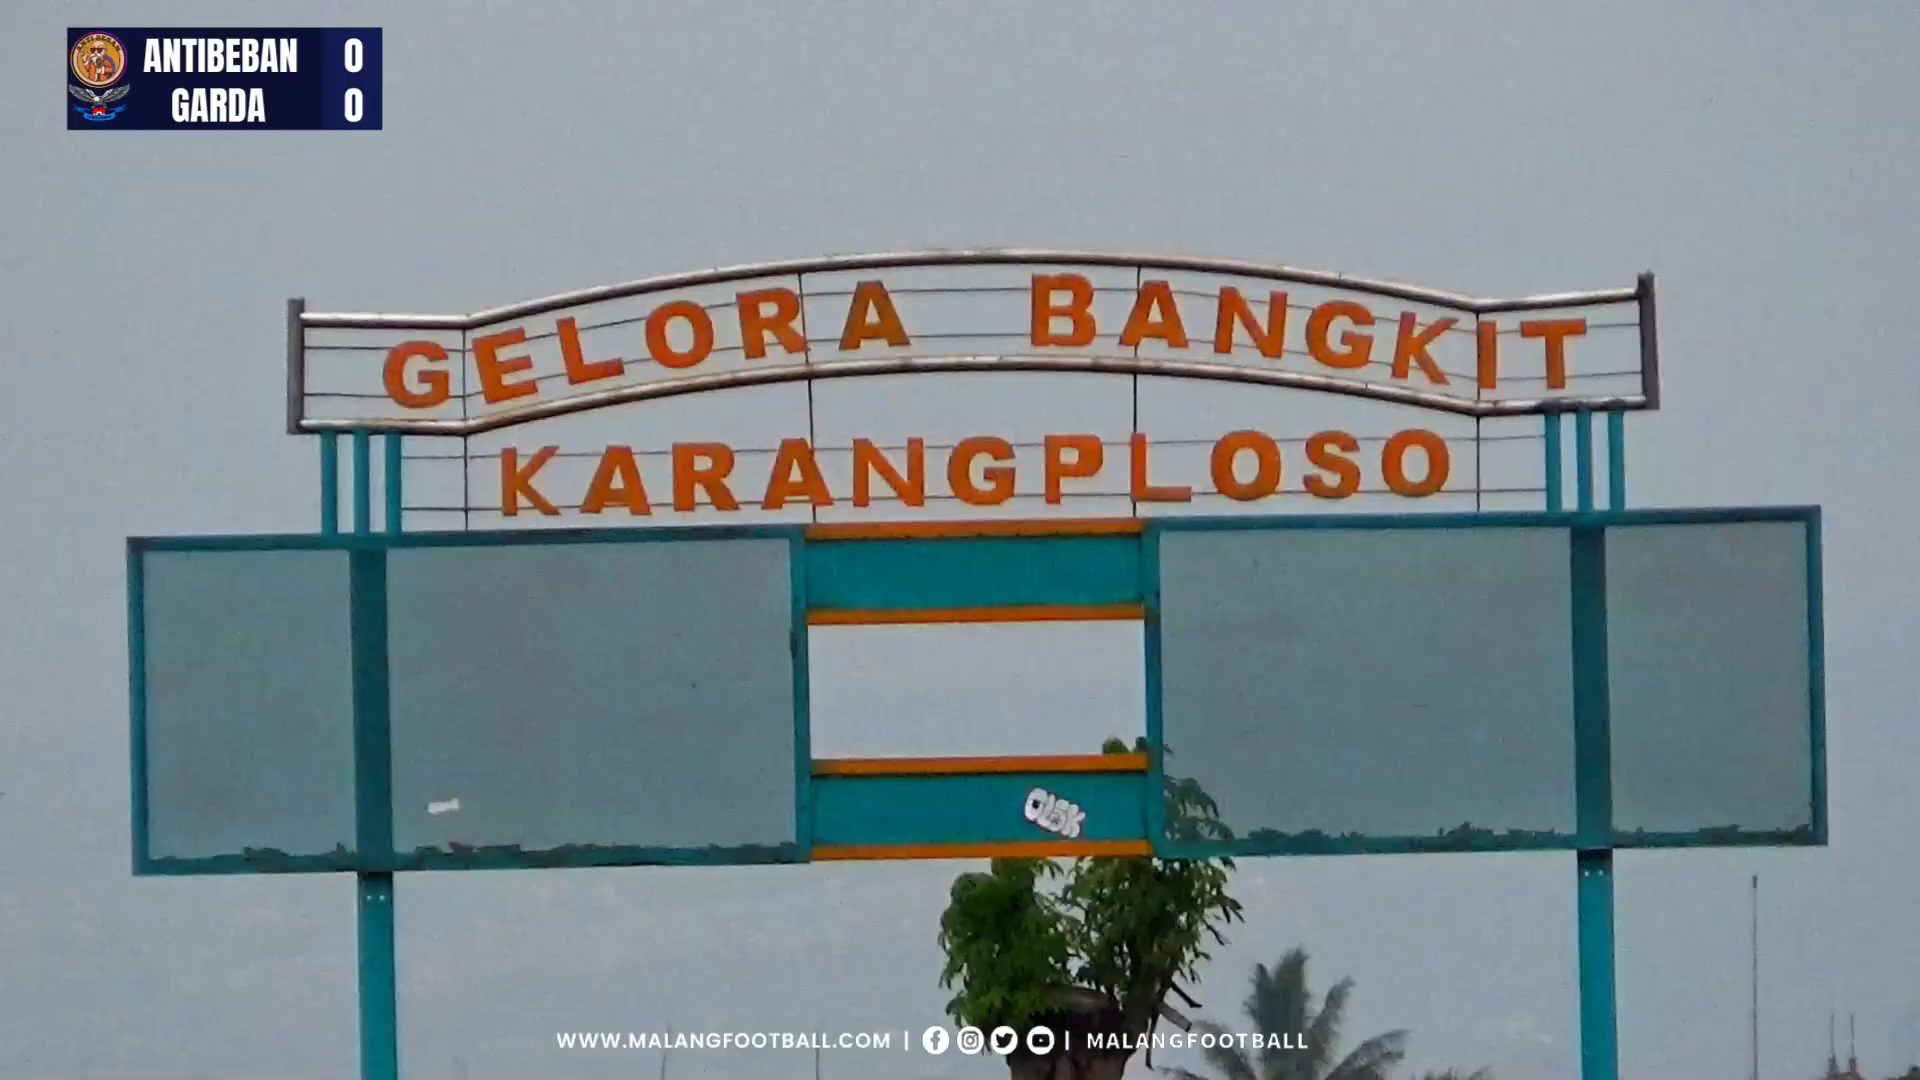 ANTIBEBAN 0
GARDA 0
GELORA BANGKIT
KARANGPLOSO
WWW.MALANGFOOTBALL.COM | | MALANGFOOTBALL